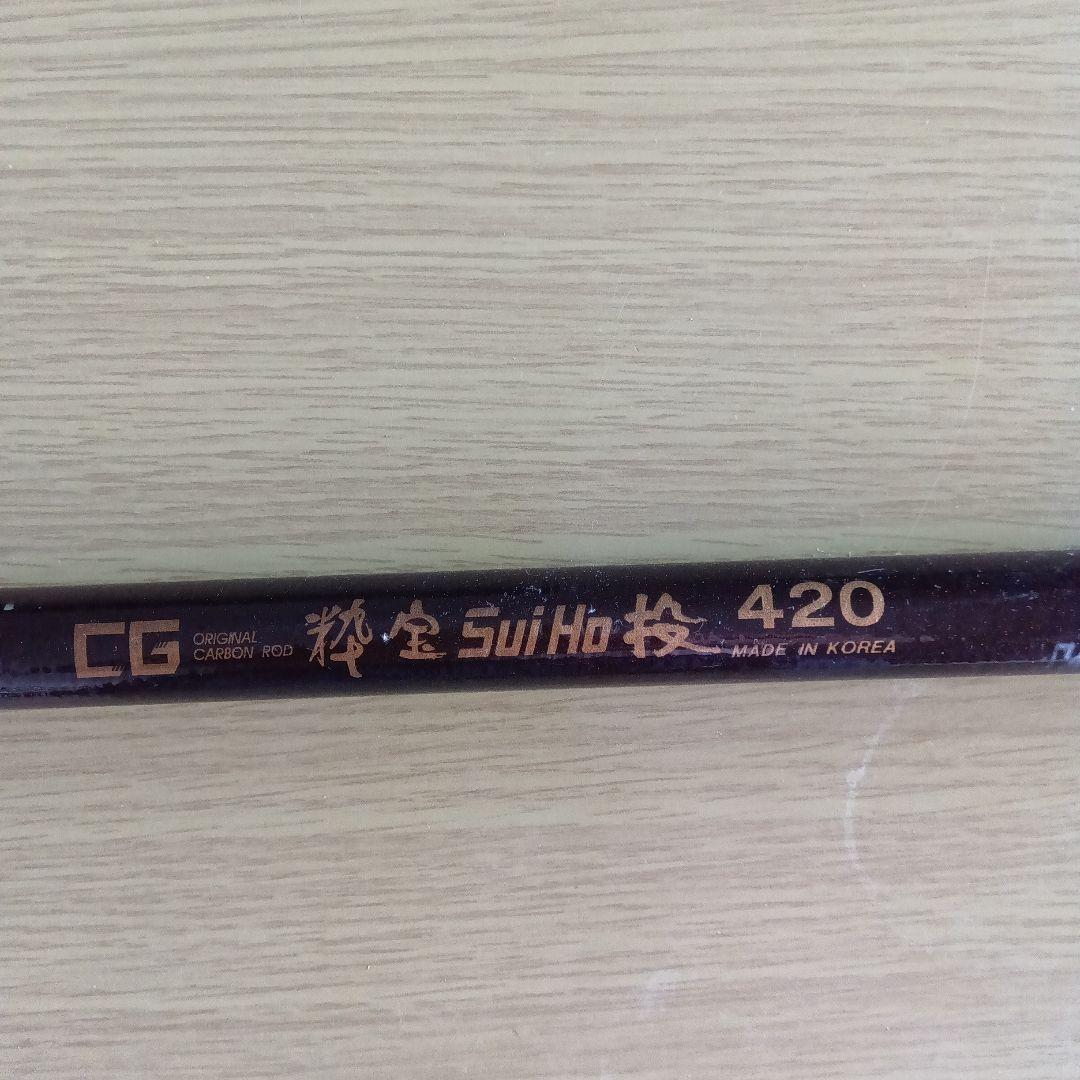 CG ORIGINAL
CARBON ROD
粋宝 SuiHo 投 420
MADE IN KOREA